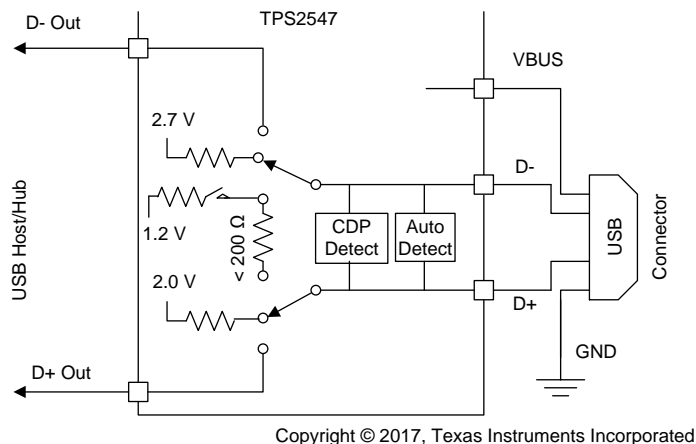 D- Out
TPS2547
VBUS
2.7 V
D-
1.2 V
< 200 Ω
CDP
Detect
Auto
Detect
USB
Connector
USB Host/Hub
2.0 V
D+
GND
D+ Out
Copyright © 2017, Texas Instruments Incorporated